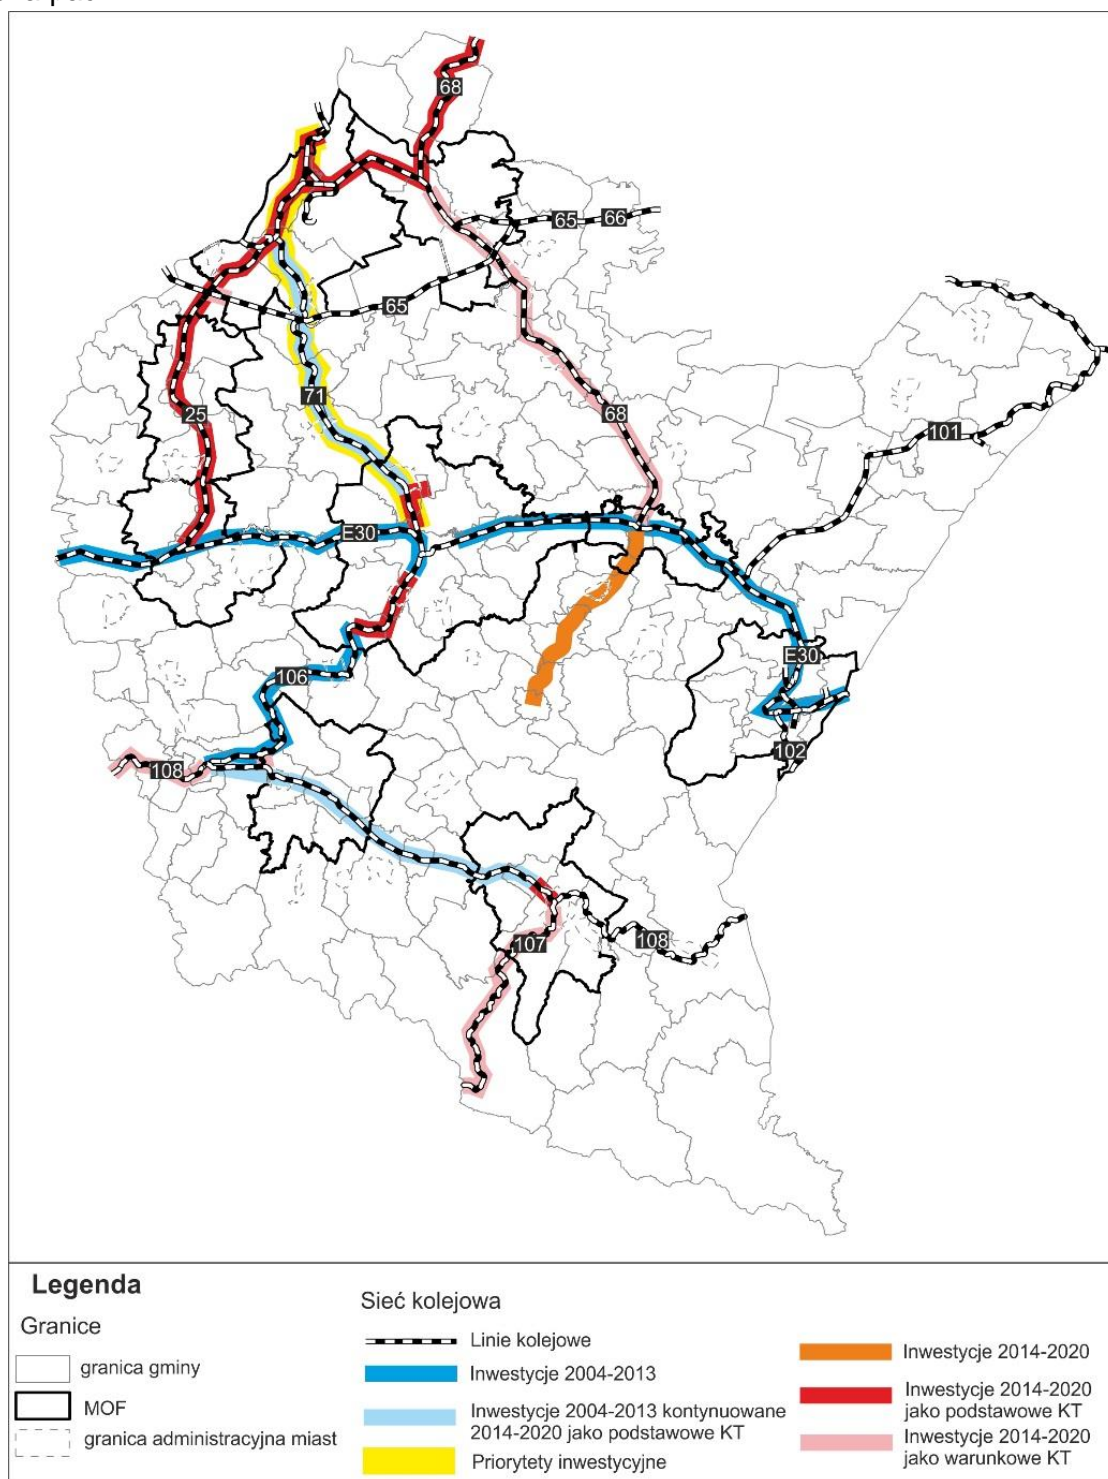 68
65
66
65
71
25
68
101
E30
E30
106
102
108
107
108
Legenda
Granice
granica gminy
MOF
granica administracyjna miast
Sieć kolejowa
Linie kolejowe
Inwestycje 2004-2013
Inwestycje 2004-2013 kontynuowane
2014-2020 jako podstawowe KT
Priorytety inwestycyjne
Inwestycje 2014-2020
Inwestycje 2014-2020
jako podstawowe KT
Inwestycje 2014-2020
jako warunkowe KT